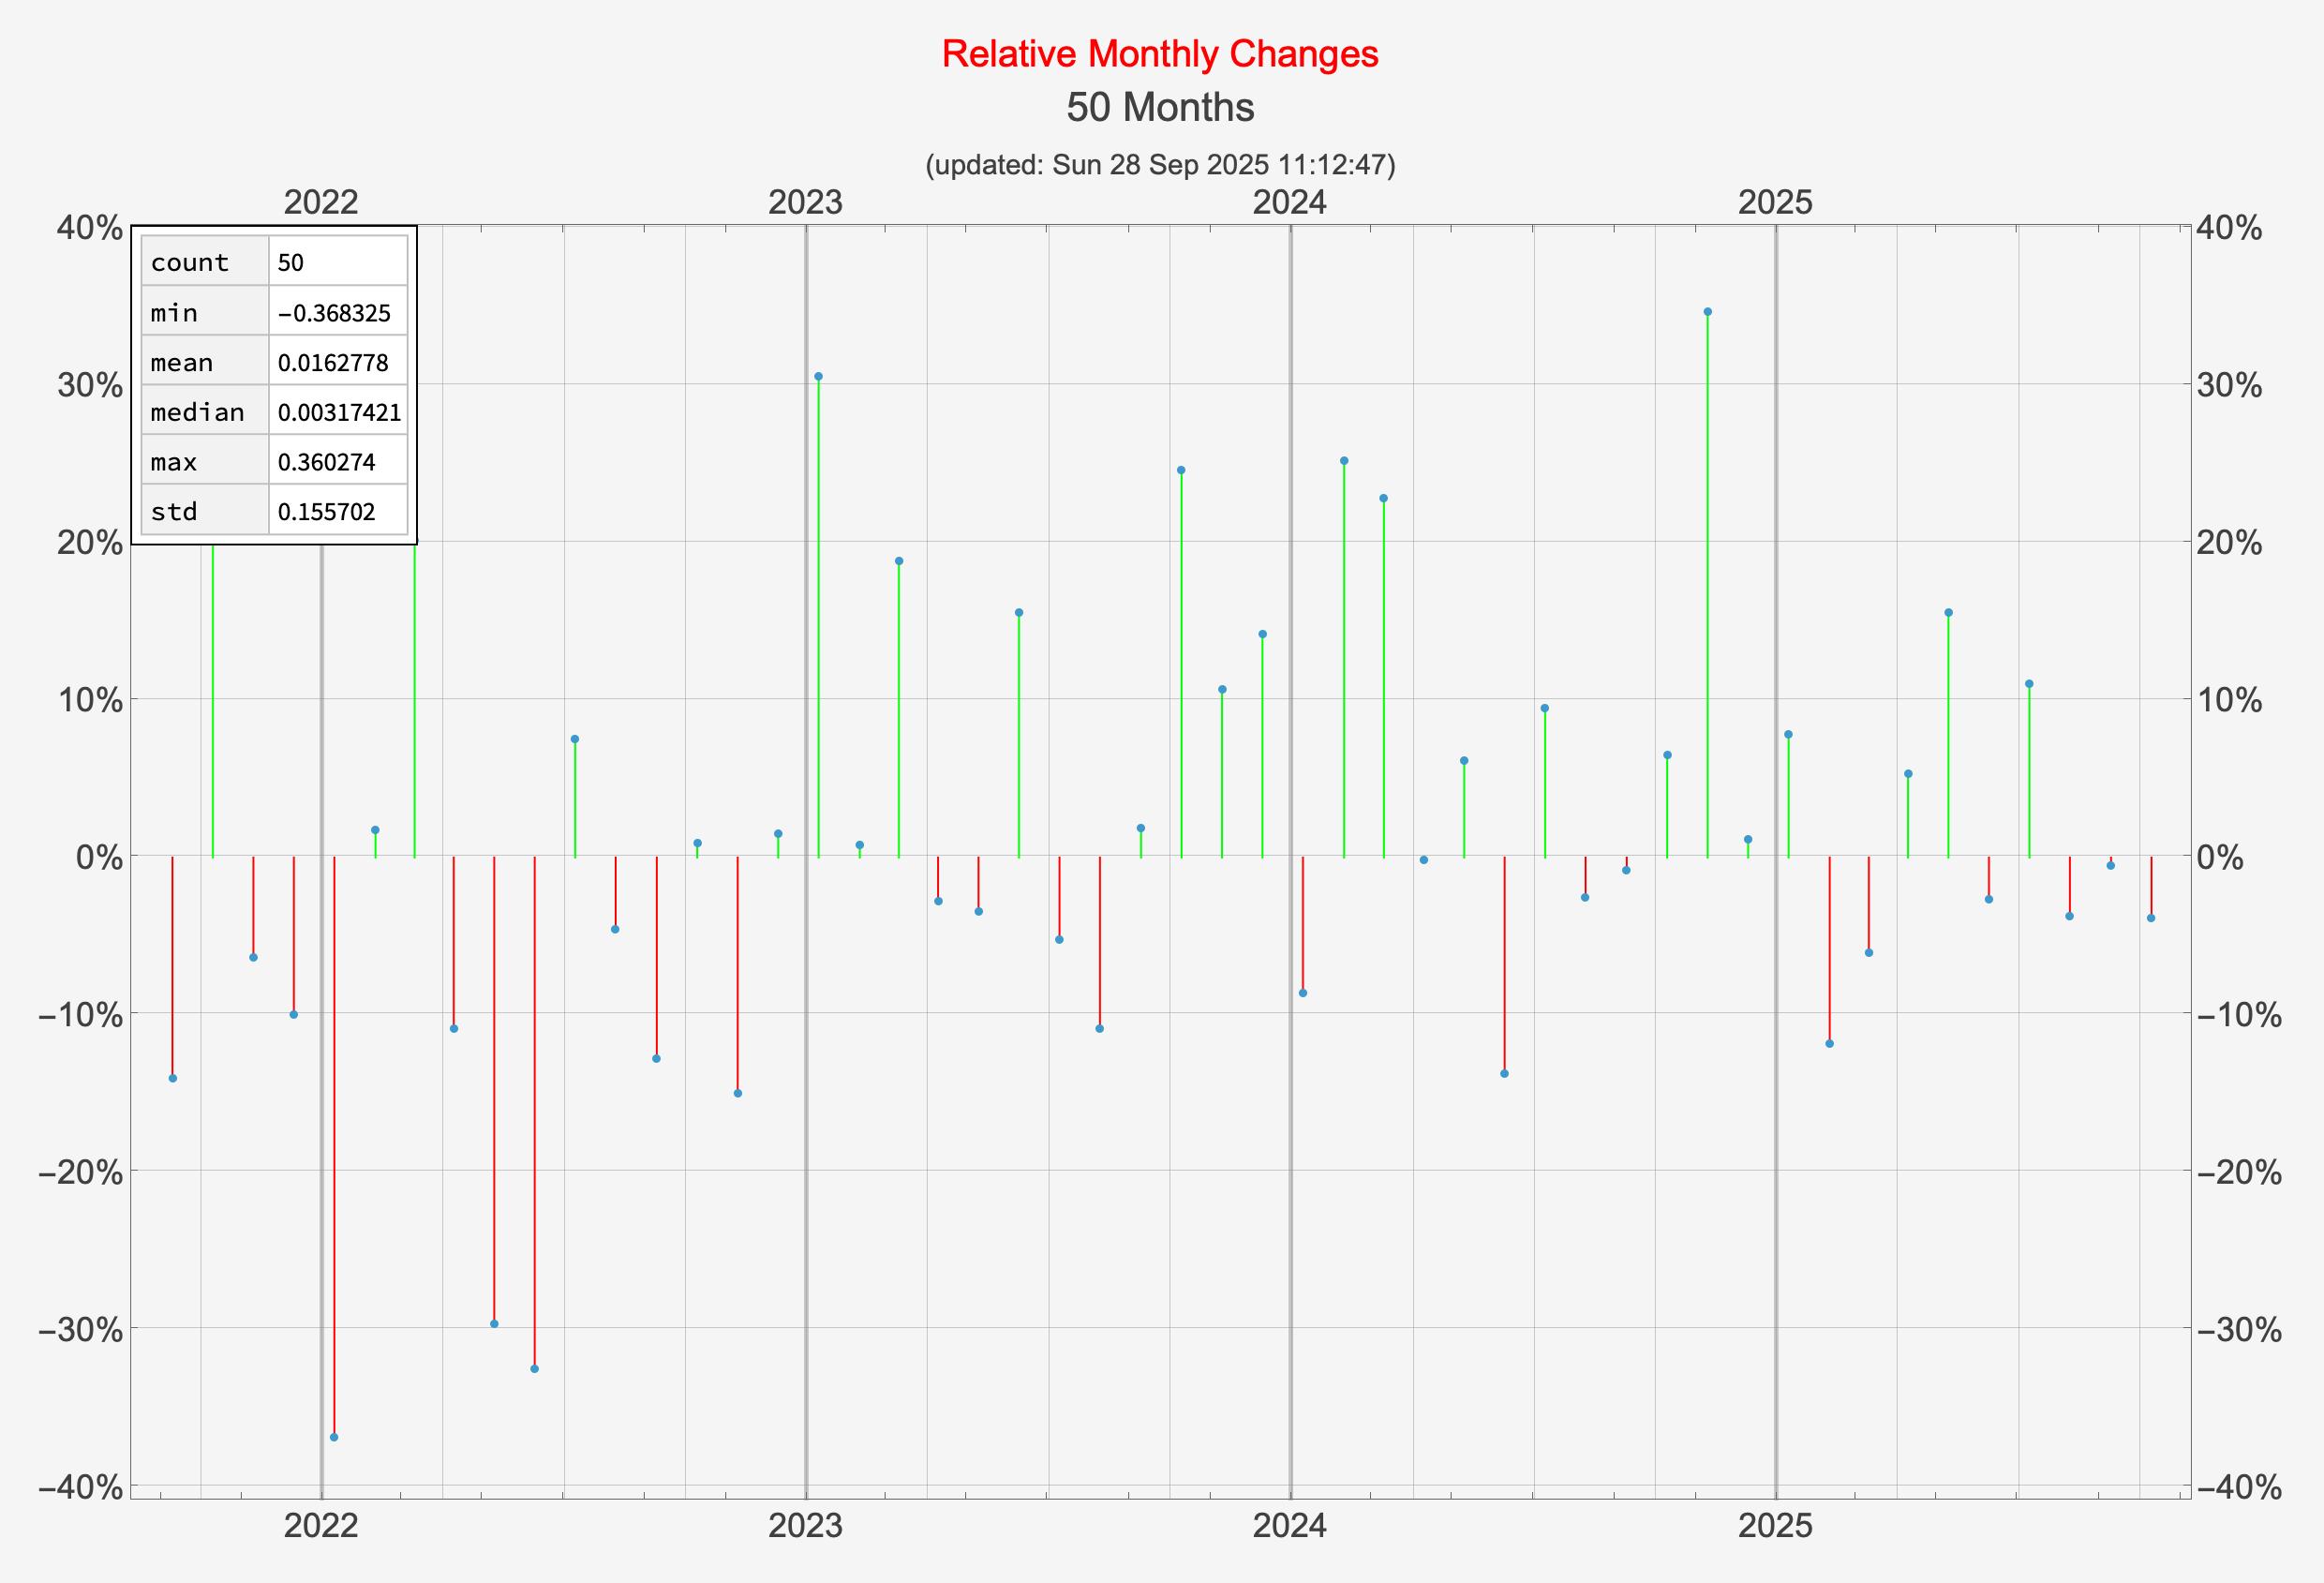 Relative Monthly Changes
50 Months
(updated: Sun 28 Sep 2025 11:12:47)
2022 2023 2024 2025
40% 40%
count 50
min −0.368325
mean 0.0162778
median 0.00317421
max 0.360274
std 0.155702
30% 30%
20% 20%
10% 10%
0% 0%
−10% −10%
−20% −20%
−30% −30%
−40% −40%
2022 2023 2024 2025